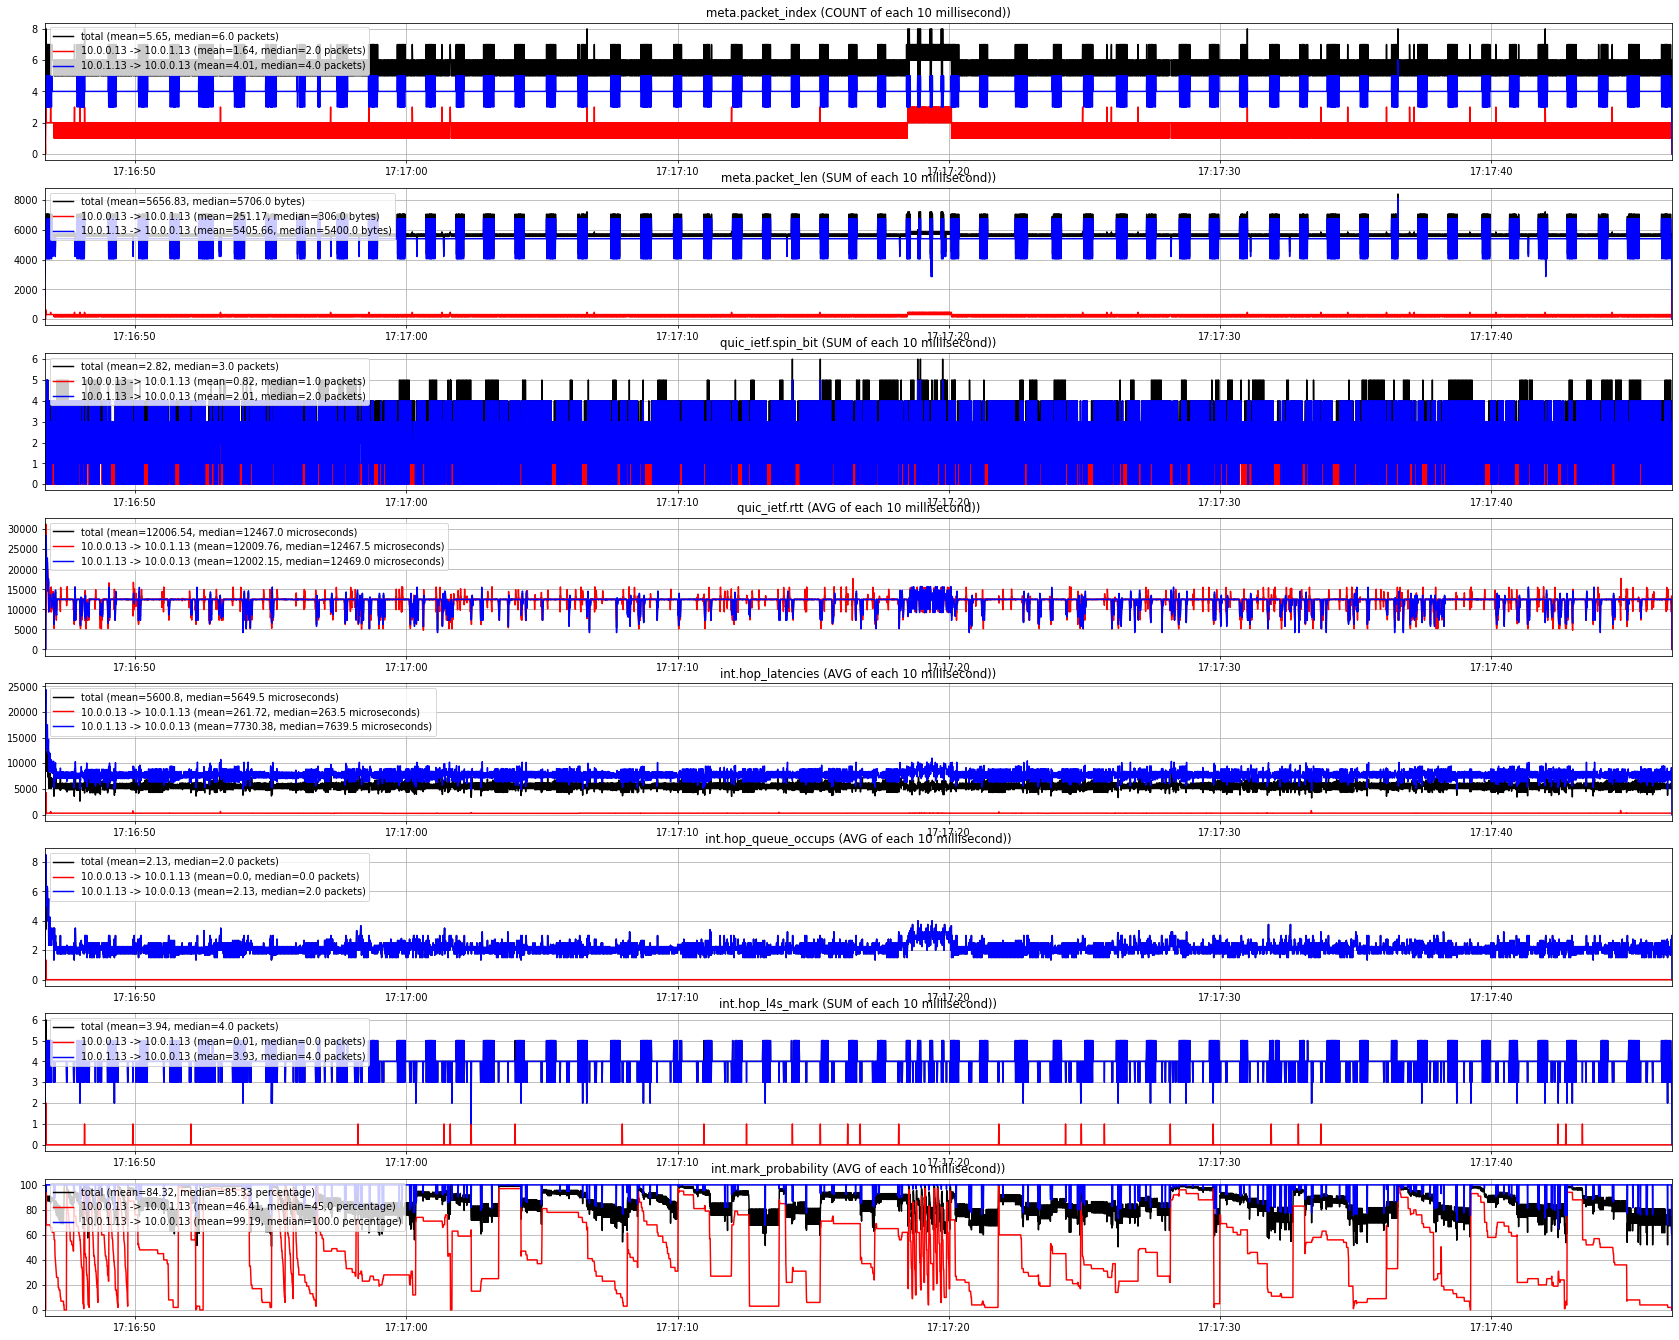 meta.packet_index (COUNT of each 10 millisecond))
8
6
4
2
0
total (mean=5.65, median=6.0 packets)
10.0.0.13 -> 10.0.1.13 (mean=1.64, median=2.0 packets)
10.0.1.13 -> 10.0.0.13 (mean=4.01, median=4.0 packets)
17:16:50 17:17:00 17:17:10 17:17:20 17:17:30 17:17:40
meta.packet_len (SUM of each 10 millisecond))
8000
6000
4000
2000
0
total (mean=5656.83, median=5706.0 bytes)
10.0.0.13 -> 10.0.1.13 (mean=251.17, median=306.0 bytes)
10.0.1.13 -> 10.0.0.13 (mean=5405.66, median=5400.0 bytes)
17:16:50 17:17:00 17:17:10 17:17:20 17:17:30 17:17:40
quic_ietf.spin_bit (SUM of each 10 millisecond))
6
5
4
3
2
1
0
total (mean=2.82, median=3.0 packets)
10.0.0.13 -> 10.0.1.13 (mean=0.82, median=1.0 packets)
10.0.1.13 -> 10.0.0.13 (mean=2.01, median=2.0 packets)
17:16:50 17:17:00 17:17:10 17:17:20 17:17:30 17:17:40
quic_ietf.rtt (AVG of each 10 millisecond))
30000
25000
20000
15000
10000
5000
0
total (mean=12006.54, median=12467.0 microseconds)
10.0.0.13 -> 10.0.1.13 (mean=12009.76, median=12467.5 microseconds)
10.0.1.13 -> 10.0.0.13 (mean=12002.15, median=12469.0 microseconds)
17:16:50 17:17:00 17:17:10 17:17:20 17:17:30 17:17:40
int.hop_latencies (AVG of each 10 millisecond))
25000
20000
15000
10000
5000
0
total (mean=5600.8, median=5649.5 microseconds)
10.0.0.13 -> 10.0.1.13 (mean=261.72, median=263.5 microseconds)
10.0.1.13 -> 10.0.0.13 (mean=7730.38, median=7639.5 microseconds)
17:16:50 17:17:00 17:17:10 17:17:20 17:17:30 17:17:40
int.hop_queue_occups (AVG of each 10 millisecond))
8
6
4
2
0
total (mean=2.13, median=2.0 packets)
10.0.0.13 -> 10.0.1.13 (mean=0.0, median=0.0 packets)
10.0.1.13 -> 10.0.0.13 (mean=2.13, median=2.0 packets)
17:16:50 17:17:00 17:17:10 17:17:20 17:17:30 17:17:40
int.hop_l4s_mark (SUM of each 10 millisecond))
6
5
4
3
2
1
0
total (mean=3.94, median=4.0 packets)
10.0.0.13 -> 10.0.1.13 (mean=0.01, median=0.0 packets)
10.0.1.13 -> 10.0.0.13 (mean=3.93, median=4.0 packets)
17:16:50 17:17:00 17:17:10 17:17:20 17:17:30 17:17:40
int.mark_probability (AVG of each 10 millisecond))
100
80
60
40
20
0
total (mean=84.32, median=85.33 percentage)
10.0.0.13 -> 10.0.1.13 (mean=46.41, median=45.0 percentage)
10.0.1.13 -> 10.0.0.13 (mean=99.19, median=100.0 percentage)
17:16:50 17:17:00 17:17:10 17:17:20 17:17:30 17:17:40